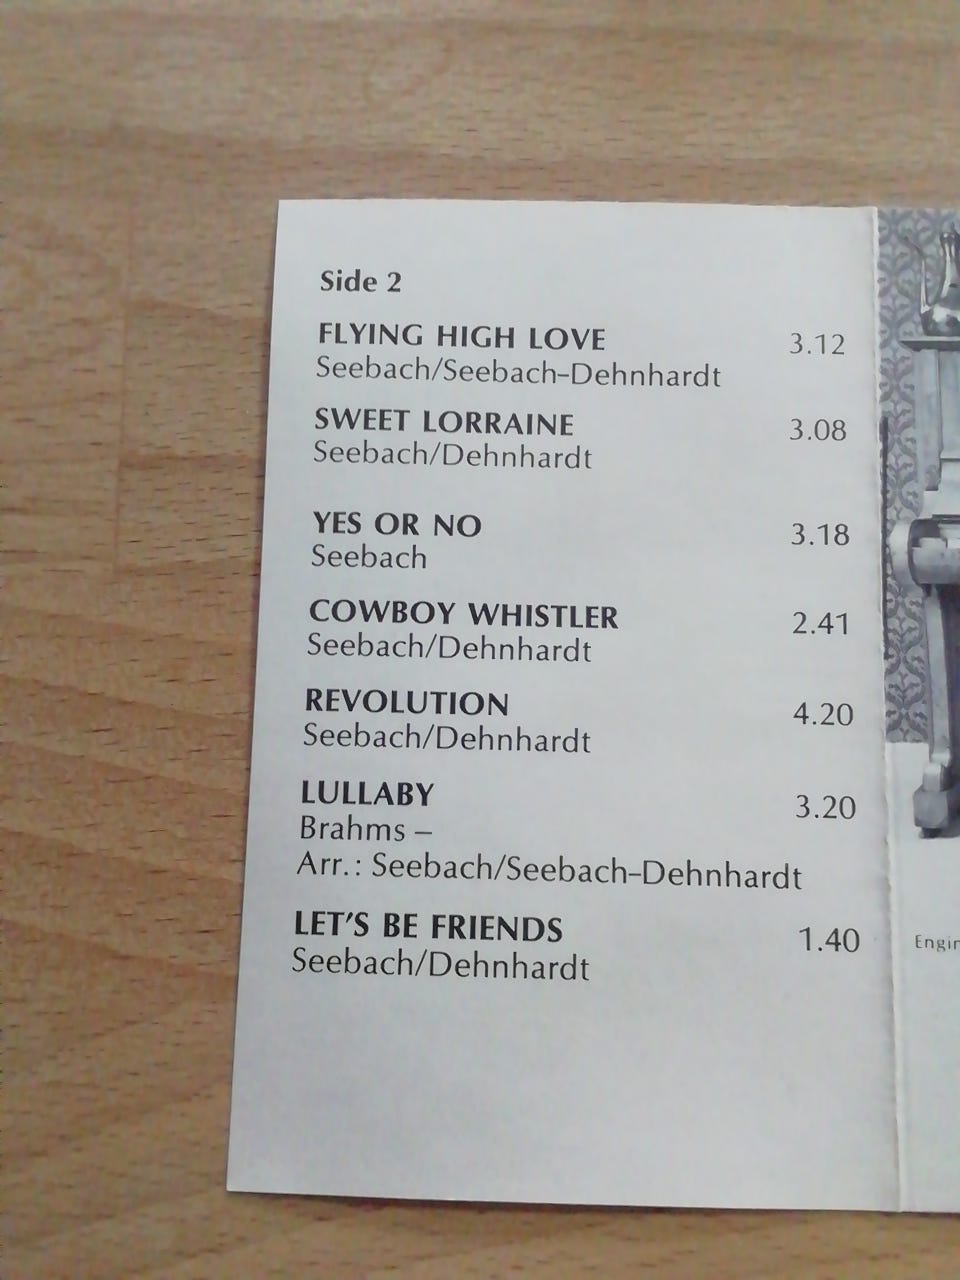 Side 2
FLYING HIGH LOVE 3.12
Seebach/Seebach–Dehnhardt
SWEET LORRAINE 3.08
Seebach/Dehnhardt
YES OR NO 3.18
Seebach
COWBOY WHISTLER 2.41
Seebach/Dehnhardt
REVOLUTION 4.20
Seebach/Dehnhardt
LULLABY 3.20
Brahms –
Arr.: Seebach/Seebach–Dehnhardt
LET'S BE FRIENDS 1.40
Seebach/Dehnhardt